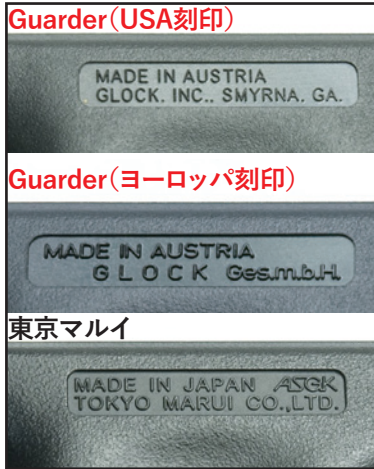 Guarder（USA刻印）
MADE IN AUSTRIA
GLOCK. INC., SMYRNA. GA.
Guarder（ヨーロッパ刻印）
MADE IN AUSTRIA
GLOCK Ges.m.b.H.
東京マルイ
MADE IN JAPAN ASGK
TOKYO MARUI CO.,LTD.